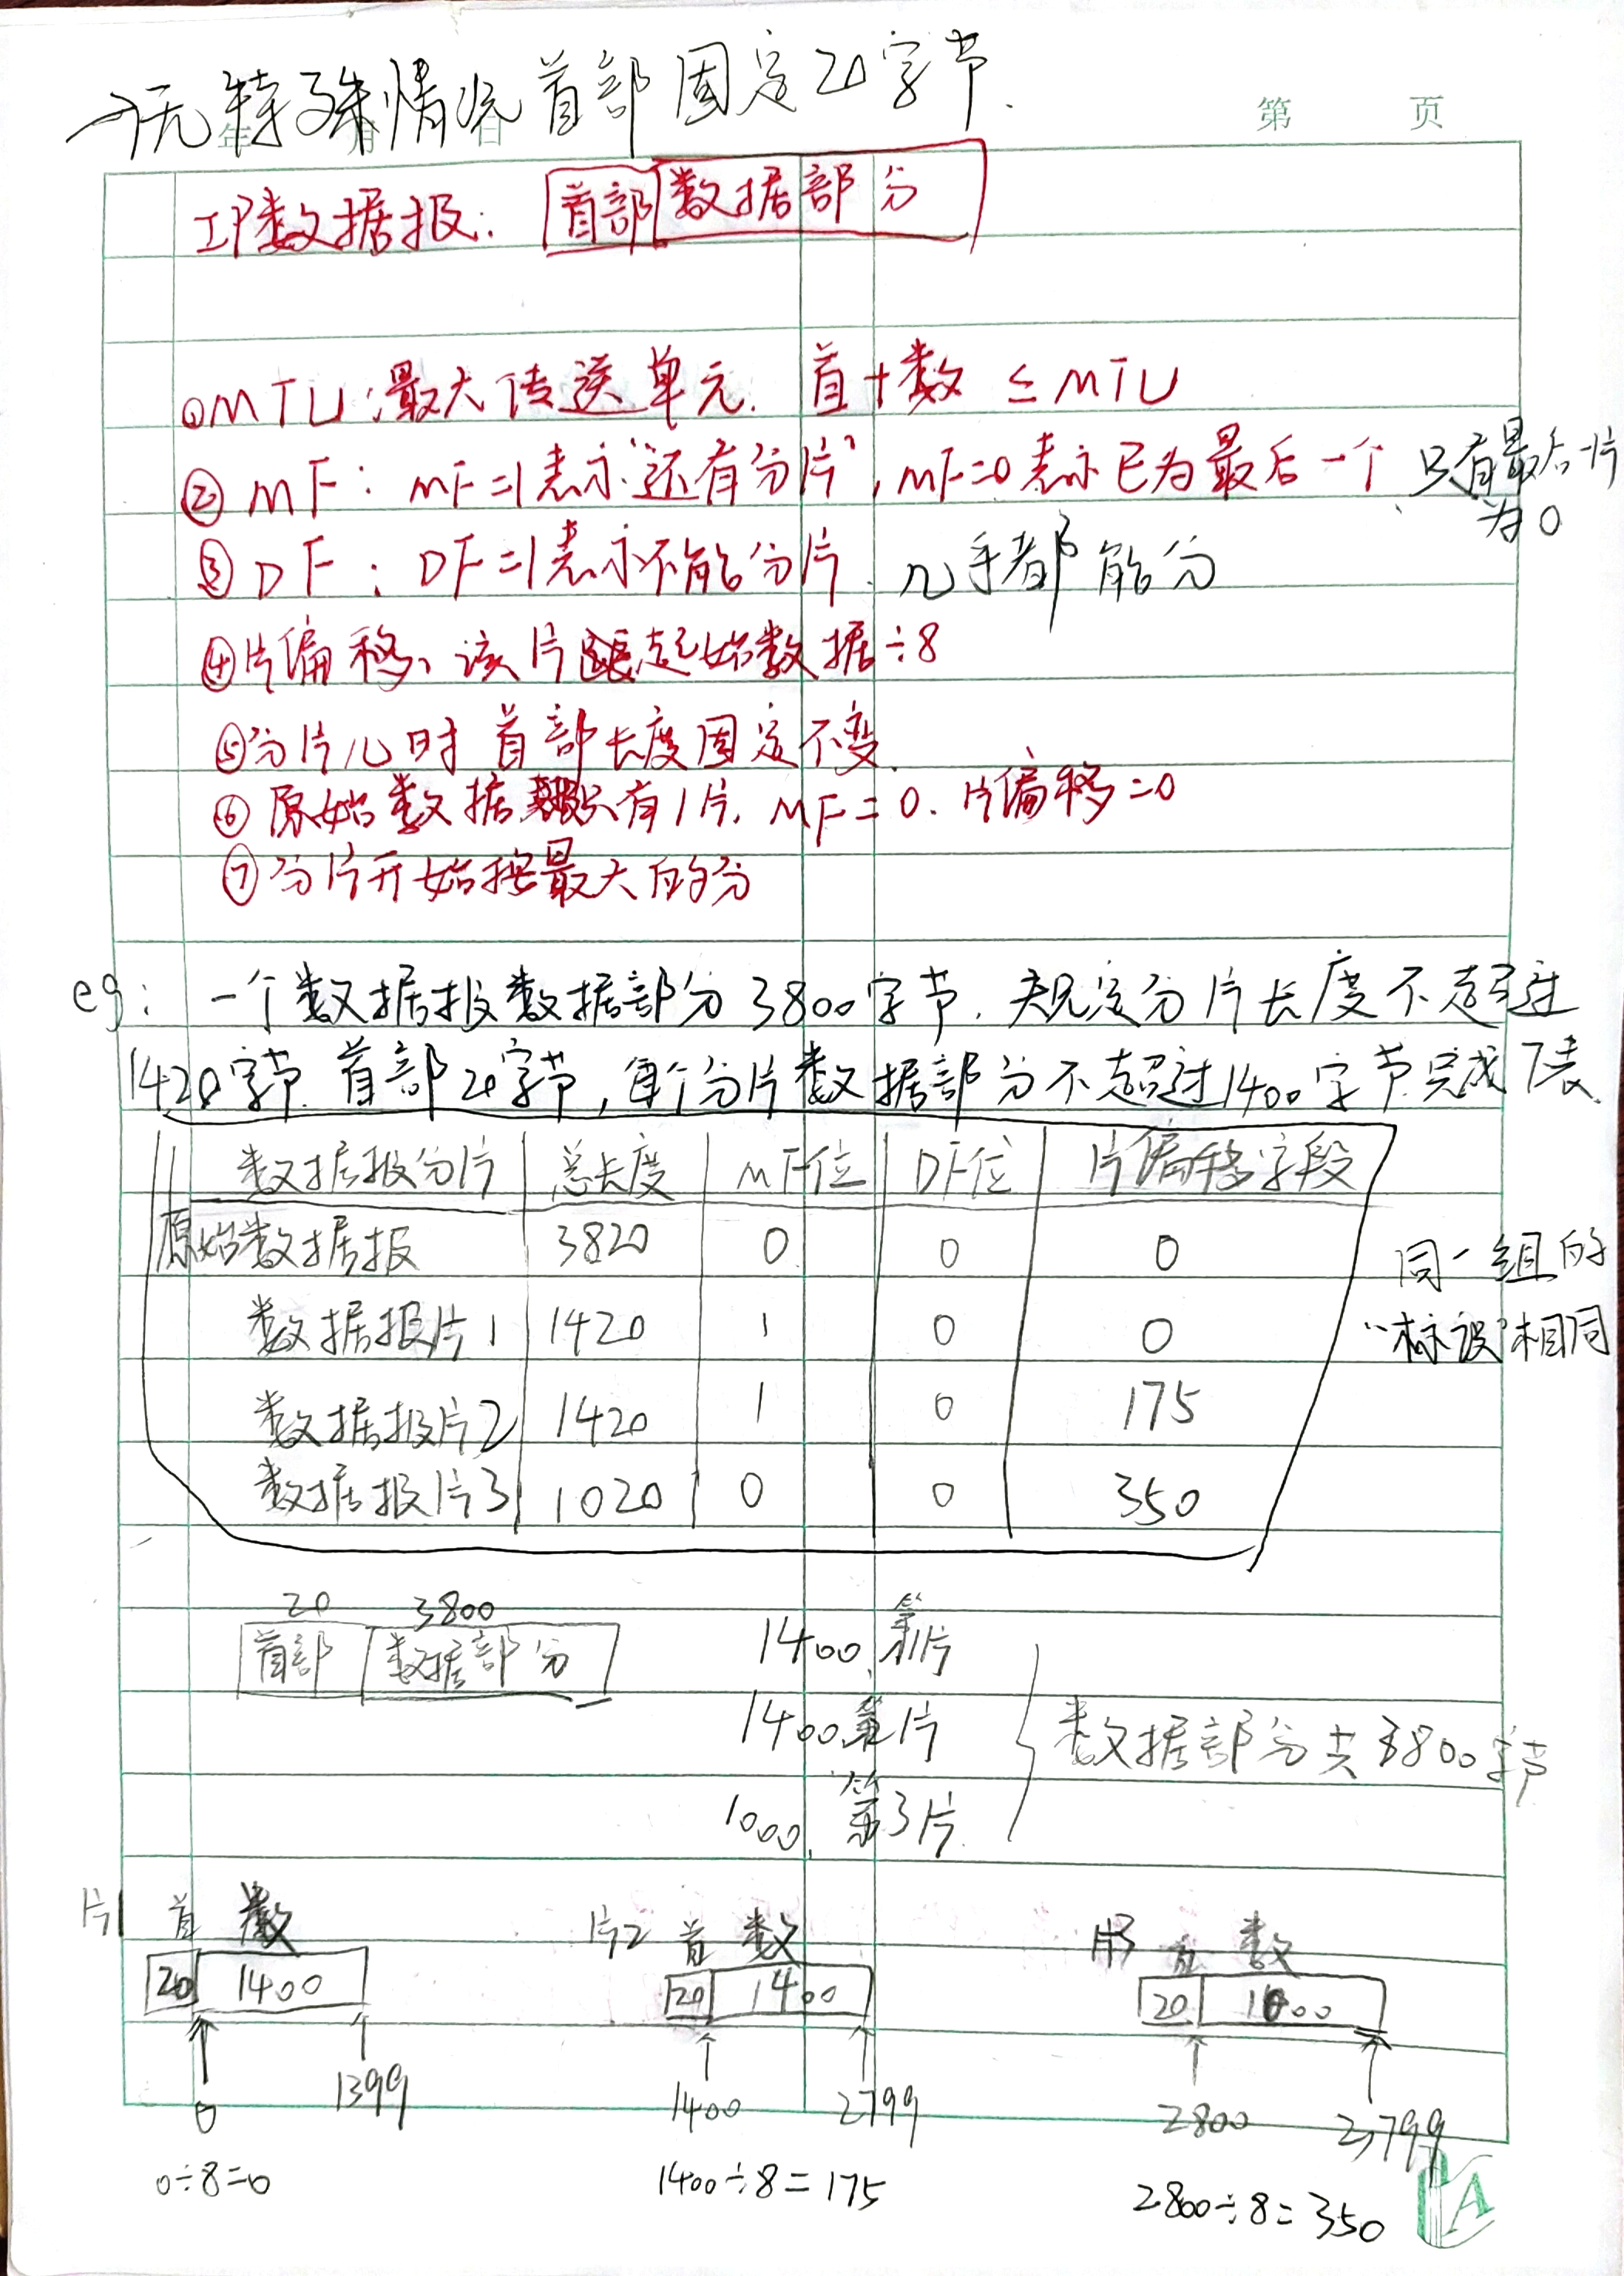 →无特殊情况首部固定20字节.
年 月 日 第 页
IP数据报: 首部 数据部分
①MTU:最大传送单元. 首+数 ≤MTU
②MF: MF=1表示"还有分片", MF=0表示已为最后一个 只有最后一片
为0
③DF: DF=1表示不能分片. 几乎都能分
④片偏移、该片起始数据÷8
⑤分片儿时 首部长度固定不变.
⑥原始数据只有1片, MF=0. 片偏移=0
⑦分片开始按最大的分
eg: 一个数据报数据部分3800字节. 规定分片长度不超过
1420字节. 首部20字节, 每个分片数据部分不超过1400字节.完成下表.
数据报分片 总长度 MF位 DF位 片偏移字段
原始数据报 3820 0 0 0 同一组的
数据报片1 1420 1 0 0 "标识"相同
数据报片2 1420 1 0 175
数据报片3 1020 0 0 350
20 3800
首部 数据部分 1400 第1片
1400 第2片 数据部分共3800字节
1000 第3片
片1 首 数 片2 首 数 片3 首 数
20 1400 20 1400 20 1000
0 1399 1400 2799 2800 3799
0÷8=0 1400÷8=175 2800÷8=350
A